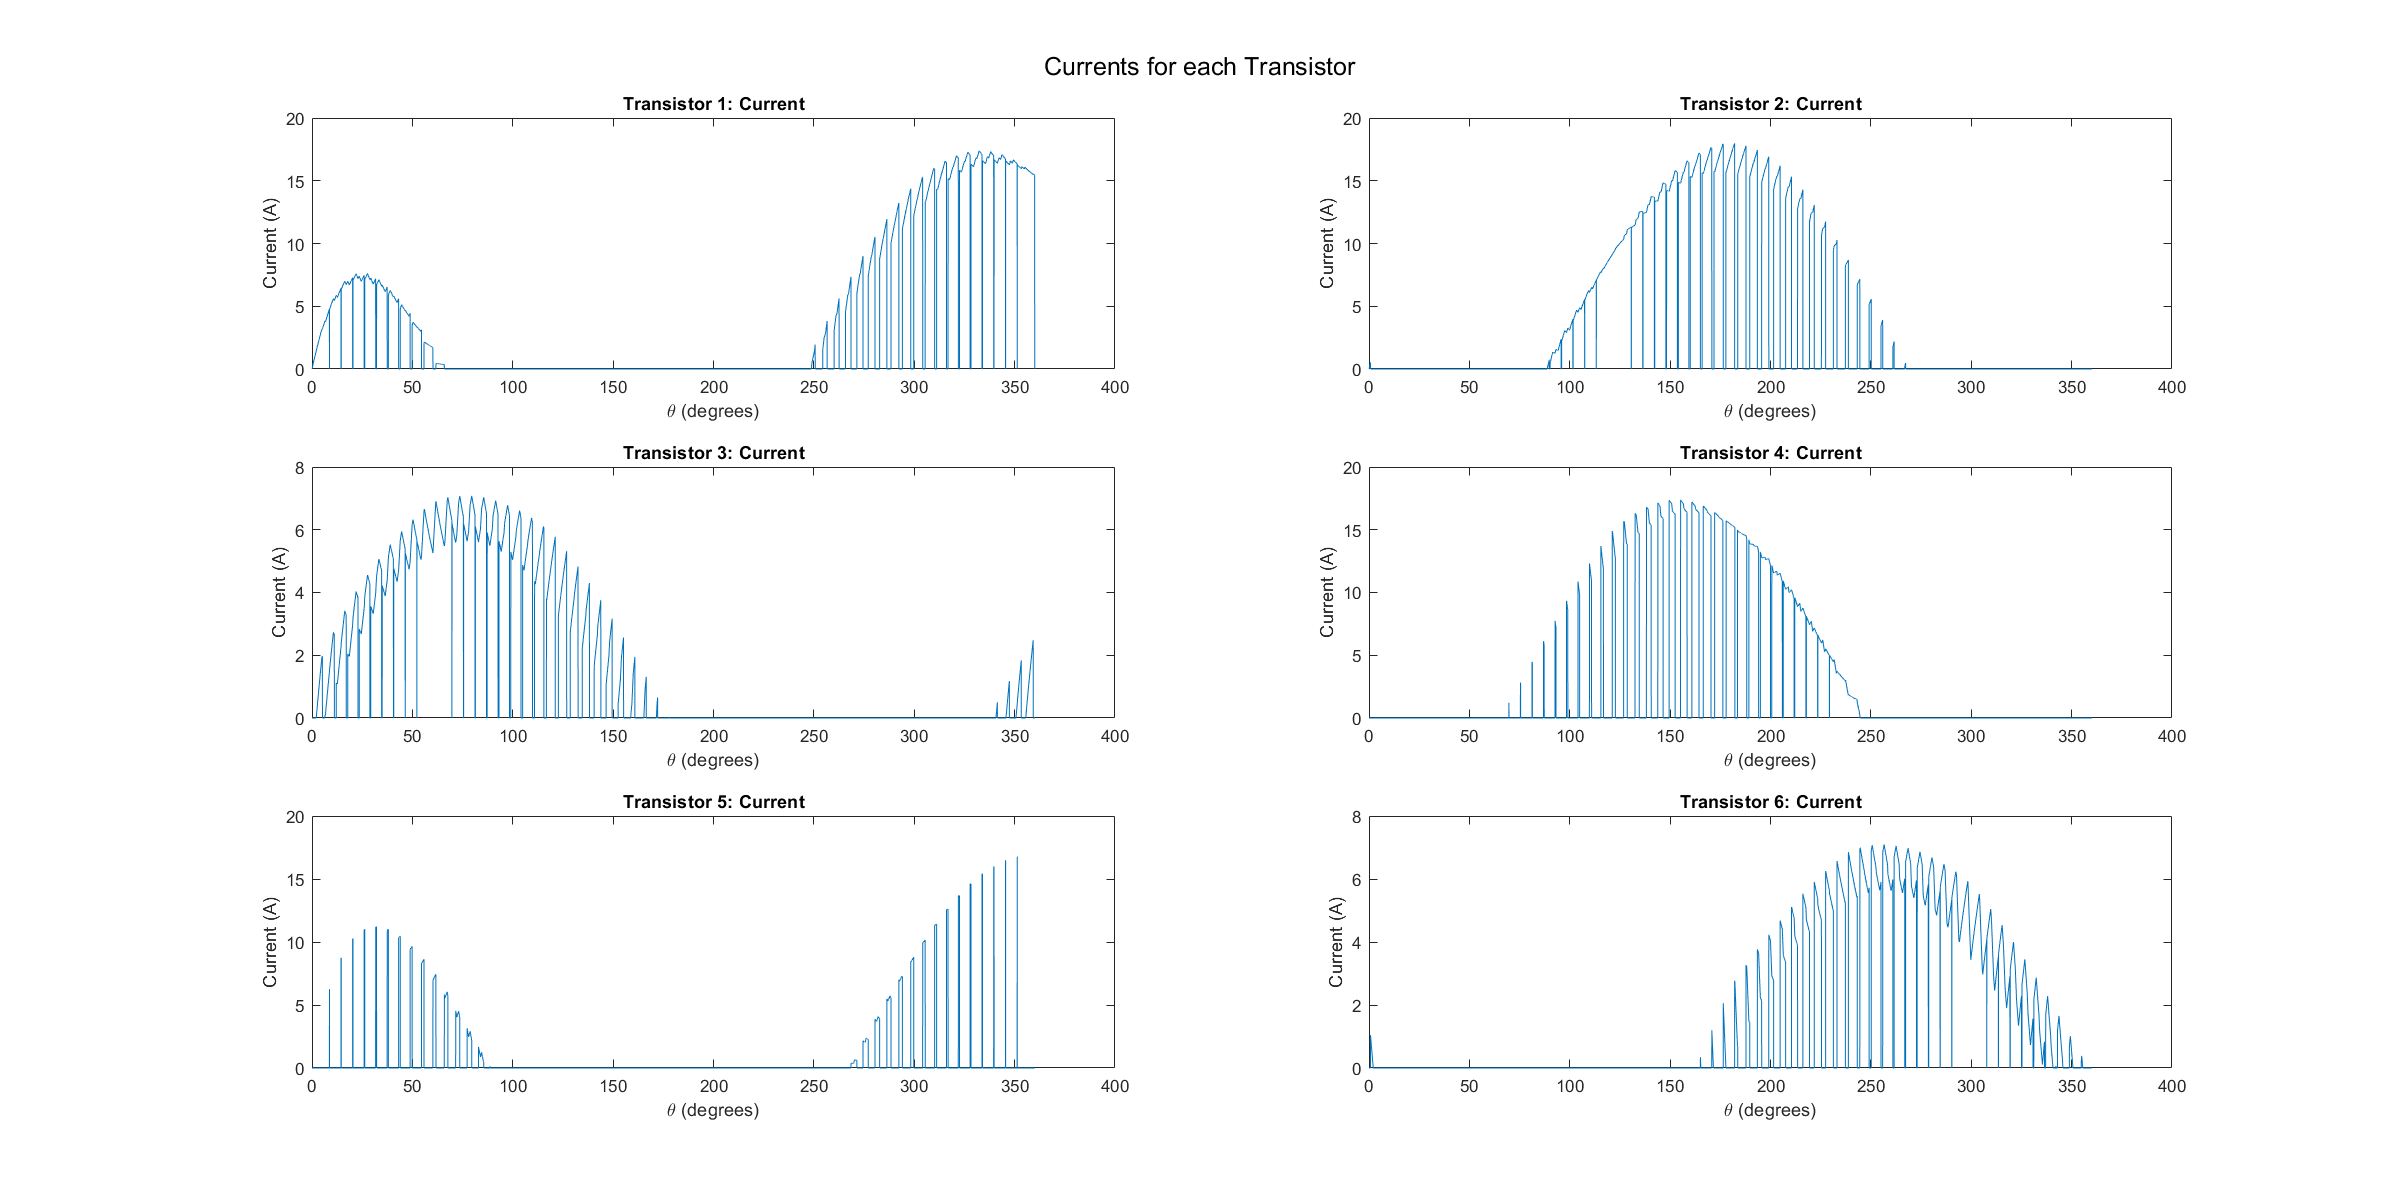 Currents for each Transistor
Transistor 1: Current
20
15
10
5
0
Current (A)
0 50 100 150 200 250 300 350 400
θ (degrees)
Transistor 2: Current
20
15
10
5
0
Current (A)
0 50 100 150 200 250 300 350 400
θ (degrees)
Transistor 3: Current
8
6
4
2
0
Current (A)
0 50 100 150 200 250 300 350 400
θ (degrees)
Transistor 4: Current
20
15
10
5
0
Current (A)
0 50 100 150 200 250 300 350 400
θ (degrees)
Transistor 5: Current
20
15
10
5
0
Current (A)
0 50 100 150 200 250 300 350 400
θ (degrees)
Transistor 6: Current
8
6
4
2
0
Current (A)
0 50 100 150 200 250 300 350 400
θ (degrees)